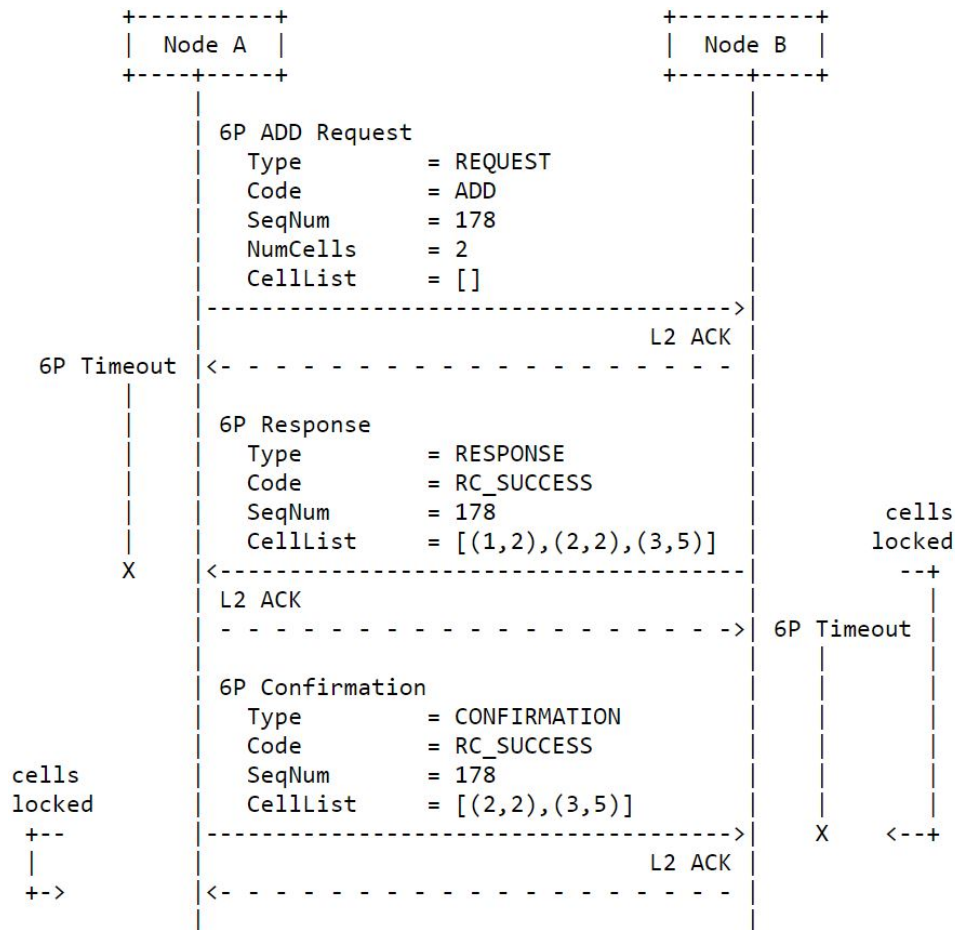 Node A Node B
6P ADD Request
Type = REQUEST
Code = ADD
SeqNum = 178
NumCells = 2
CellList = []
L2 ACK
6P Timeout
6P Response
Type = RESPONSE
Code = RC_SUCCESS
SeqNum = 178 cells
CellList = [(1,2),(2,2),(3,5)] locked
X
L2 ACK
6P Timeout
6P Confirmation
Type = CONFIRMATION
Code = RC_SUCCESS
cells SeqNum = 178
locked CellList = [(2,2),(3,5)]
X
L2 ACK